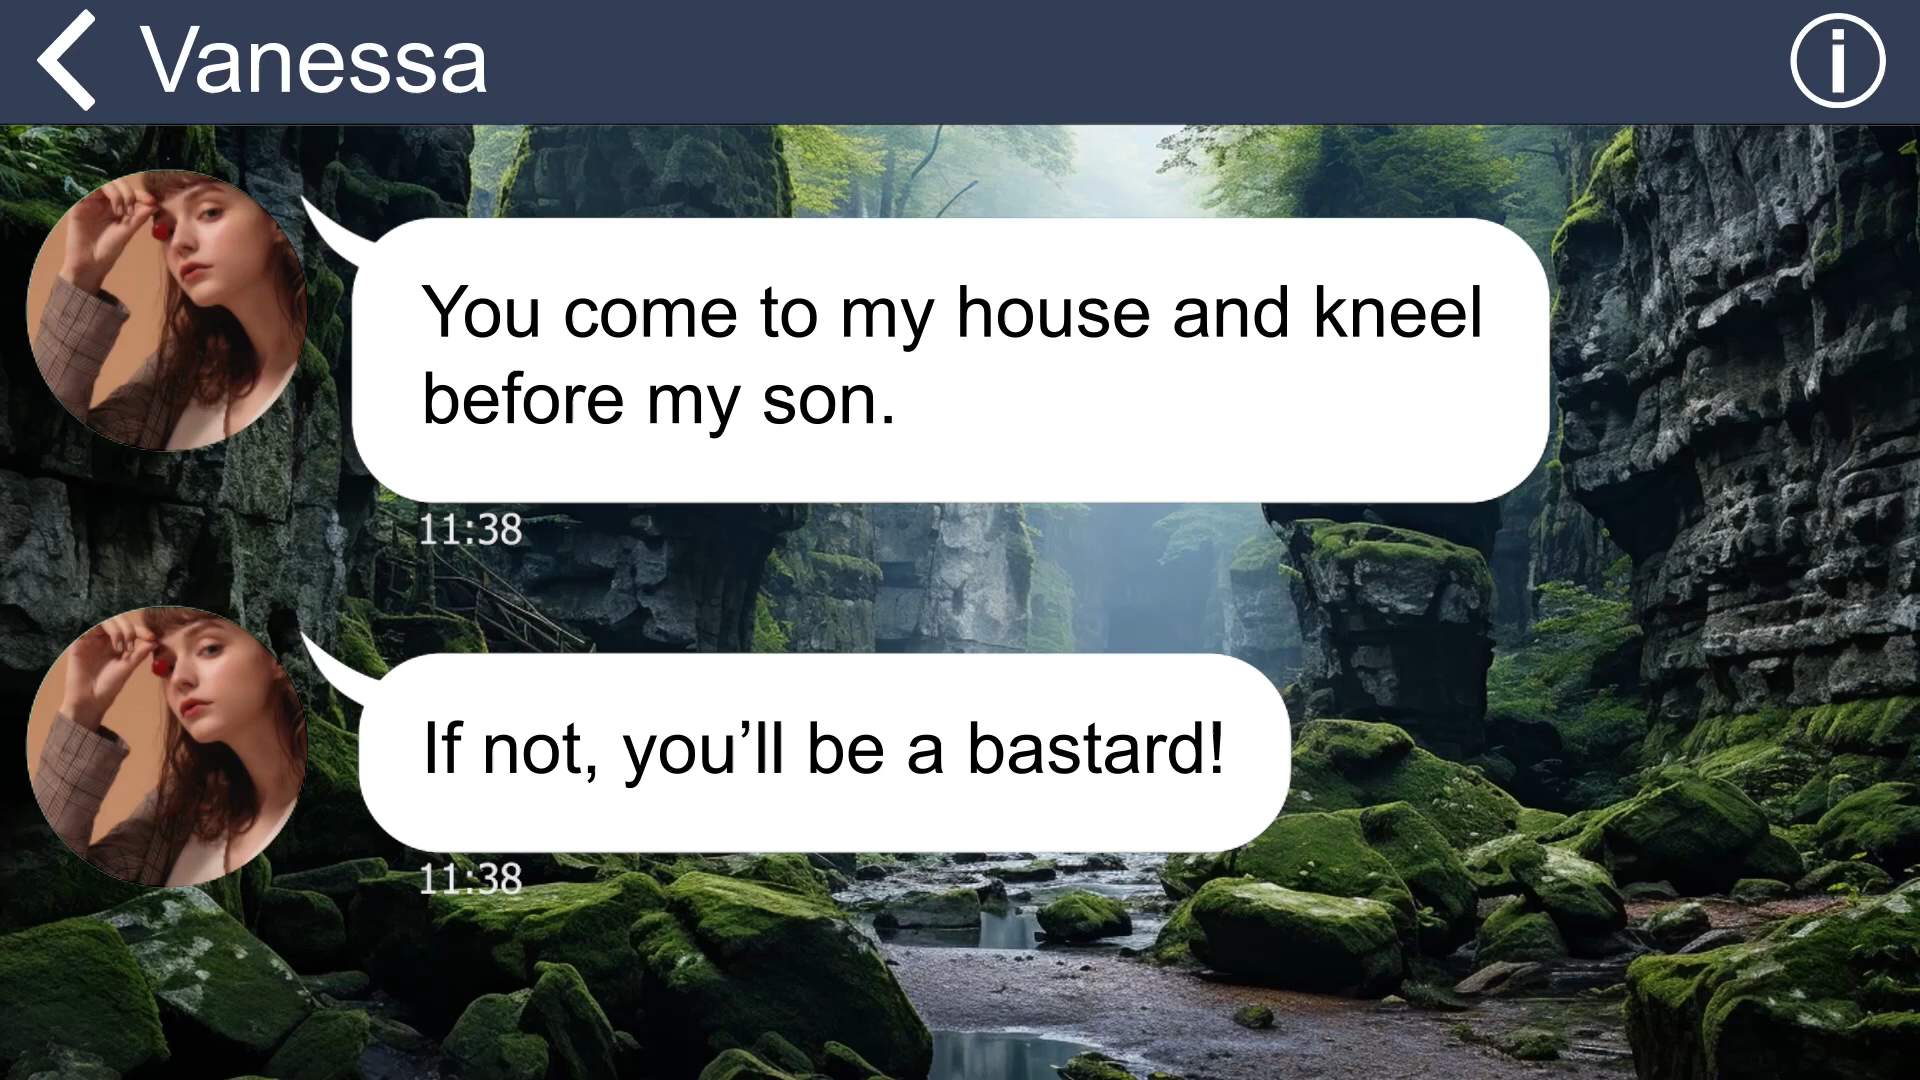 Vanessa
You come to my house and kneel
before my son.
11:38
If not, you’ll be a bastard!
11:38